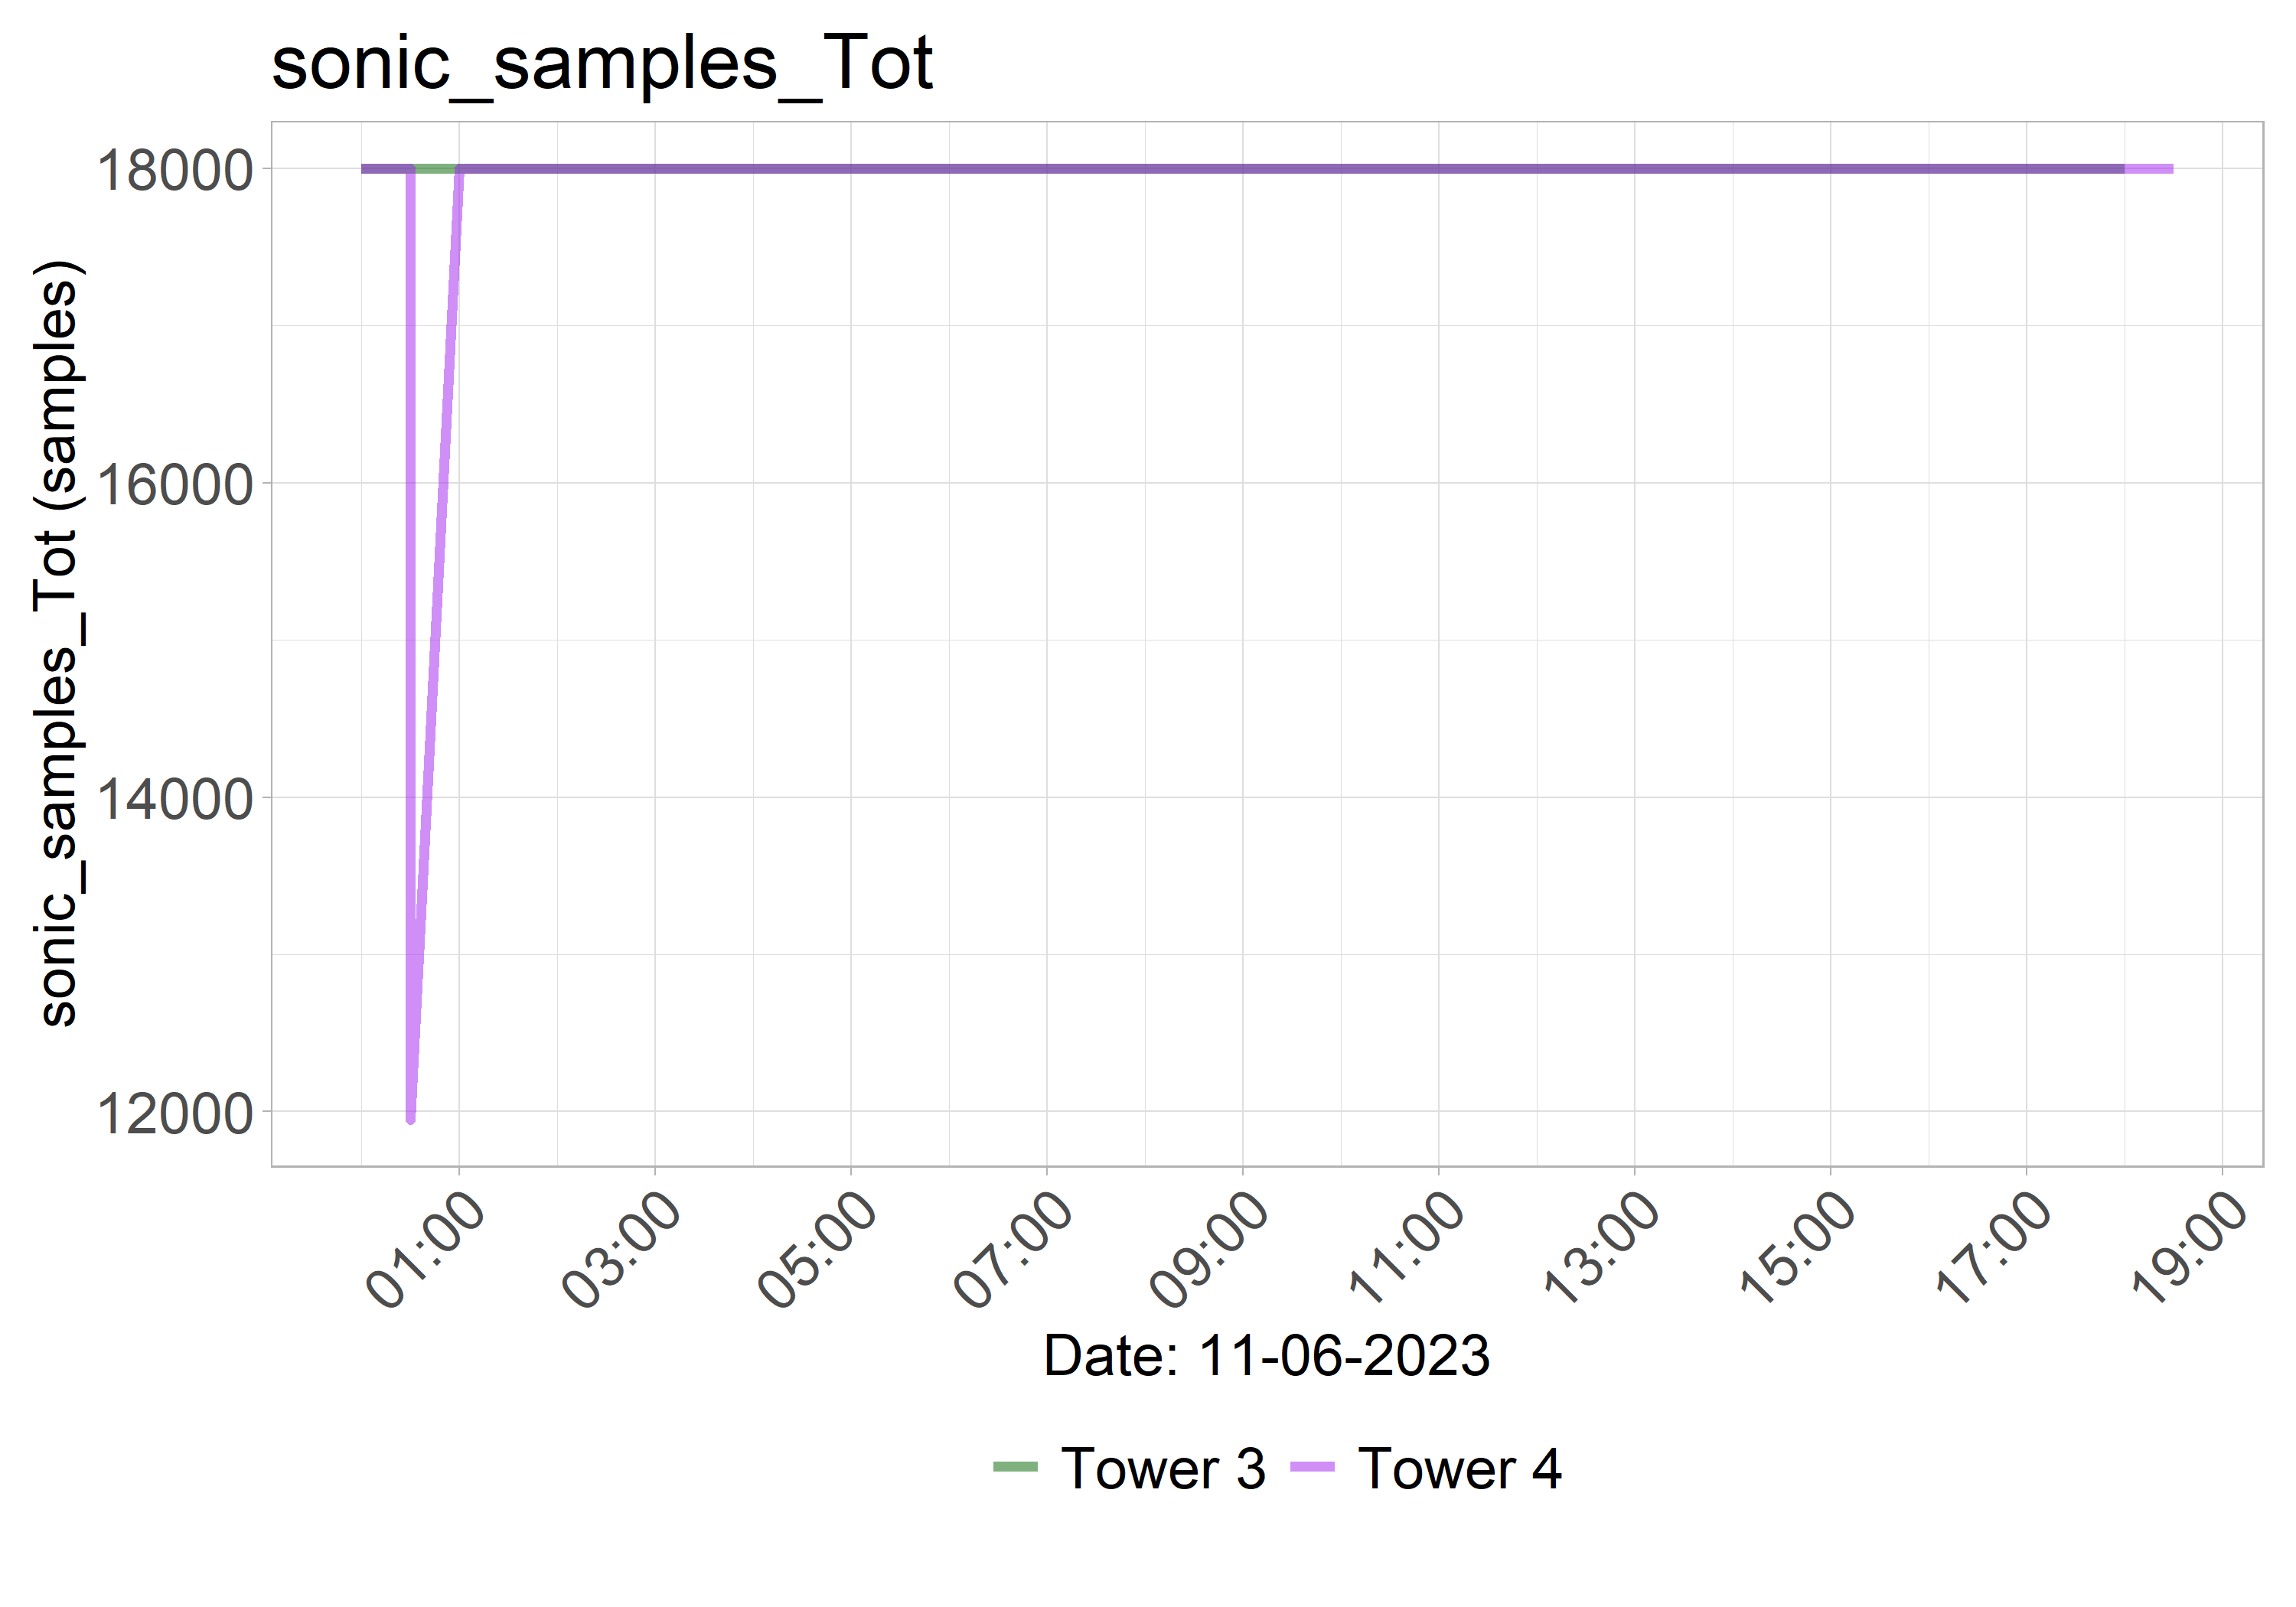 sonic_samples_Tot
sonic_samples_Tot (samples)
18000
16000
14000
12000
01:00
03:00
05:00
07:00
09:00
11:00
13:00
15:00
17:00
19:00
Date: 11-06-2023
Tower 3
Tower 4